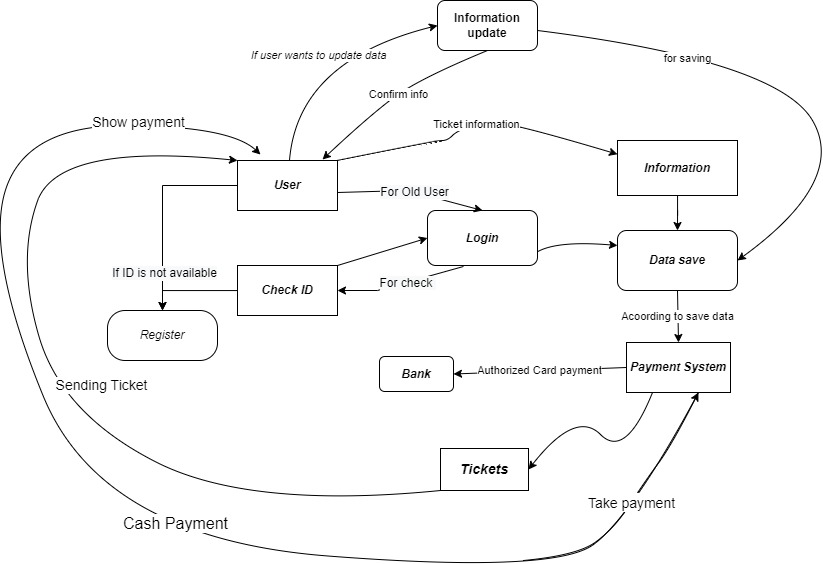 Information
update
If user wants to update data
for saving
Confirm info
Show payment
Ticket information
Information
User
For Old User
Login
Data save
If ID is not available
Check ID
For check
Register
Acoording to save data
Payment System
Bank
Authorized Card payment
Sending Ticket
Tickets
Take payment
Cash Payment